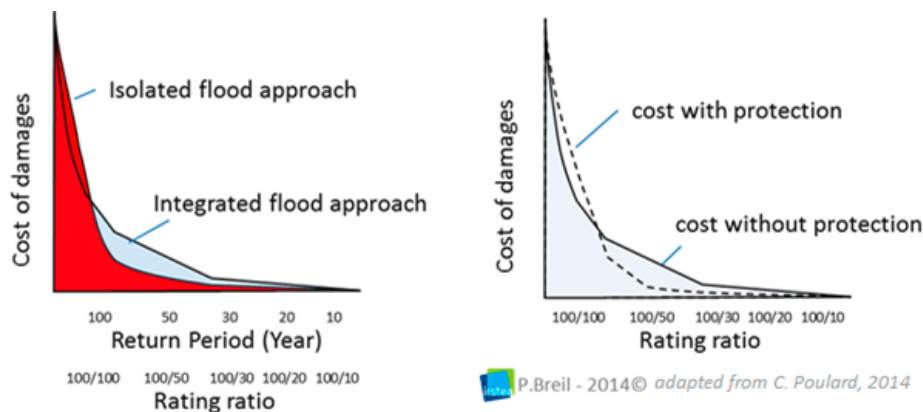 Cost of damages
Isolated flood approach
Integrated flood approach
100 50 30 20 10
Return Period (Year)
100/100 100/50 100/30 100/20 100/10
Rating ratio
Cost of damages
cost with protection
cost without protection
100/100 100/50 100/30 100/20 100/10
Rating ratio
irstea P.Breil - 2014© adapted from C. Poulard, 2014